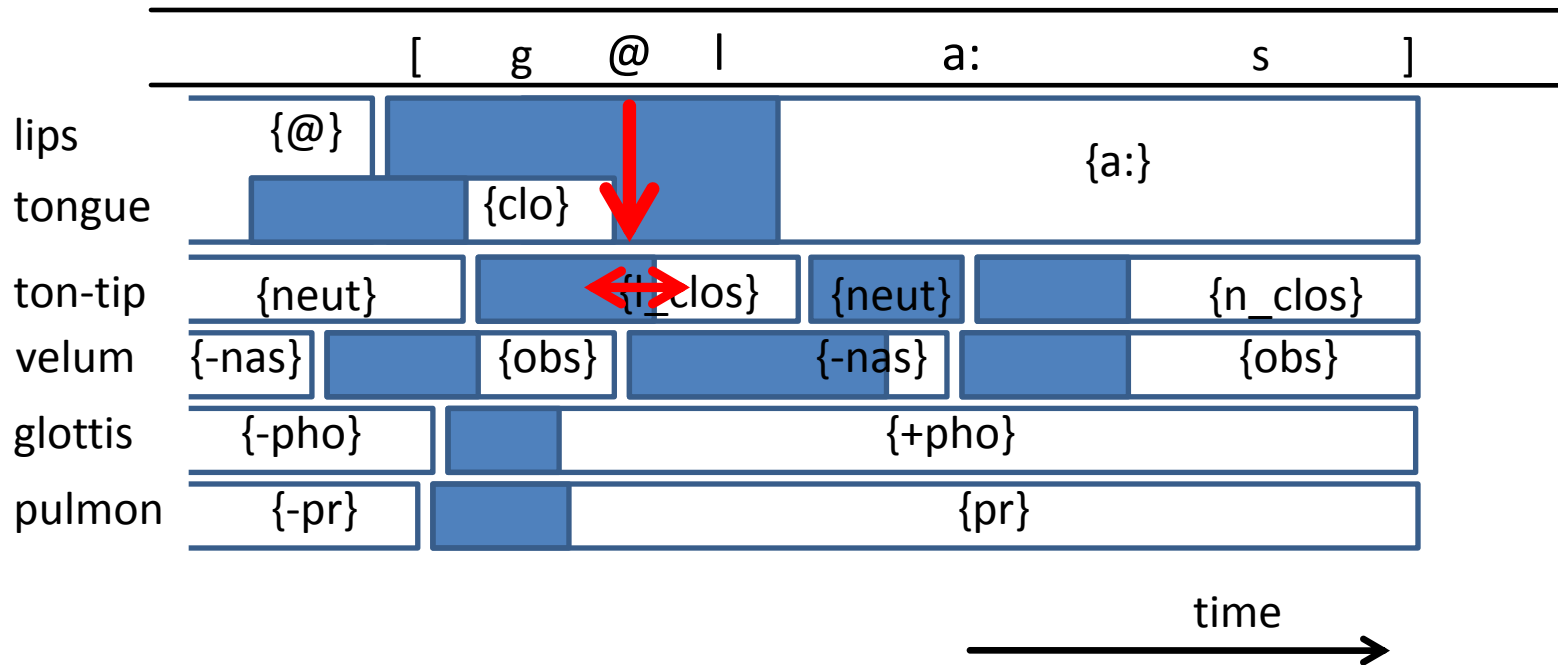 [ g @ l a: s ]
lips {@} {a:}
tongue {clo}
ton-tip {neut} {l_clos} {neut} {n_clos}
velum {-nas} {obs} {-nas} {obs}
glottis {-pho} {+pho}
pulmon {-pr} {pr}
time